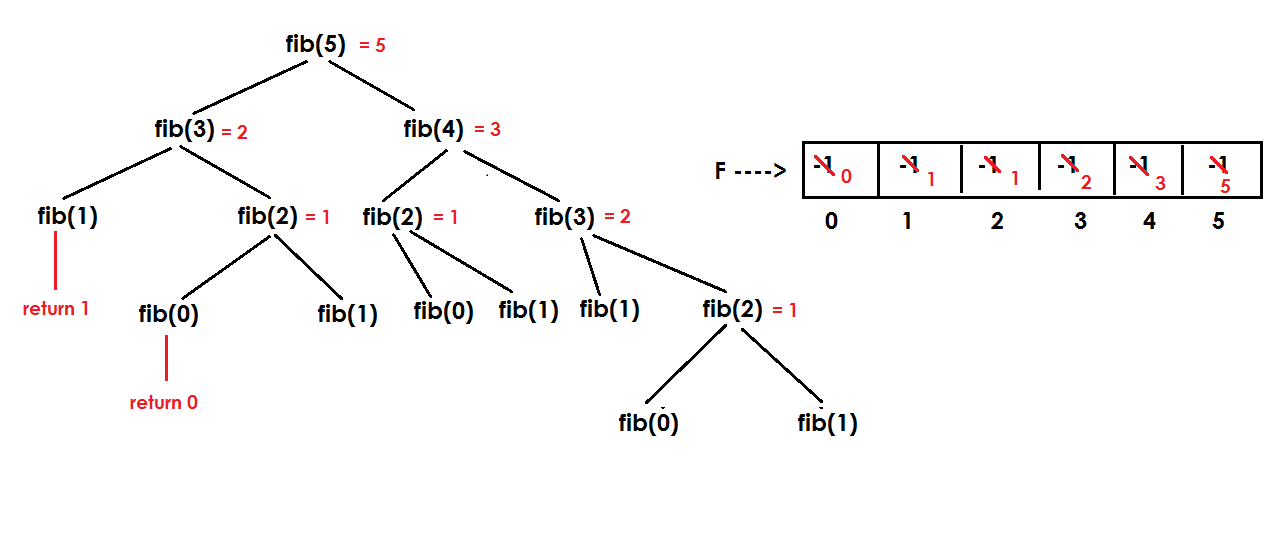 fib(5) = 5
fib(3) = 2
fib(4) = 3
F ---->
-1 0
-1 1
-1 1
-1 2
-1 3
-1 5
0 1 2 3 4 5
fib(1)
fib(2) = 1
fib(2) = 1
fib(3) = 2
return 1
fib(0)
fib(1)
fib(0)
fib(1)
fib(1)
fib(2) = 1
return 0
fib(0)
fib(1)